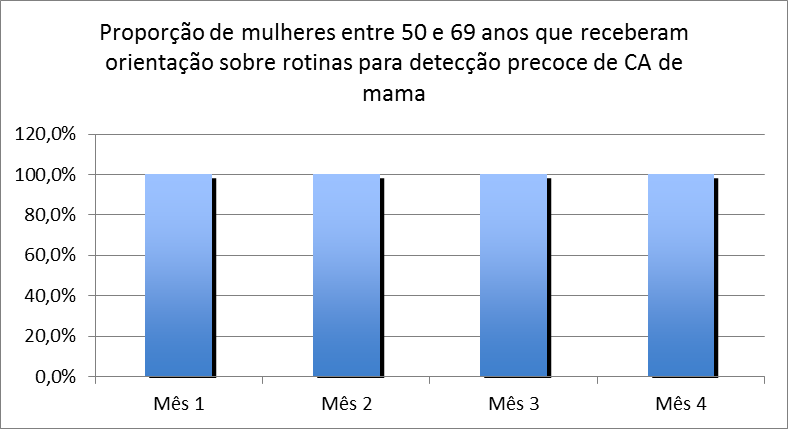 Proporção de mulheres entre 50 e 69 anos que receberam
orientação sobre rotinas para detecção precoce de CA de
mama
120,0%
100,0%
80,0%
60,0%
40,0%
20,0%
0,0%
Mês 1 Mês 2 Mês 3 Mês 4